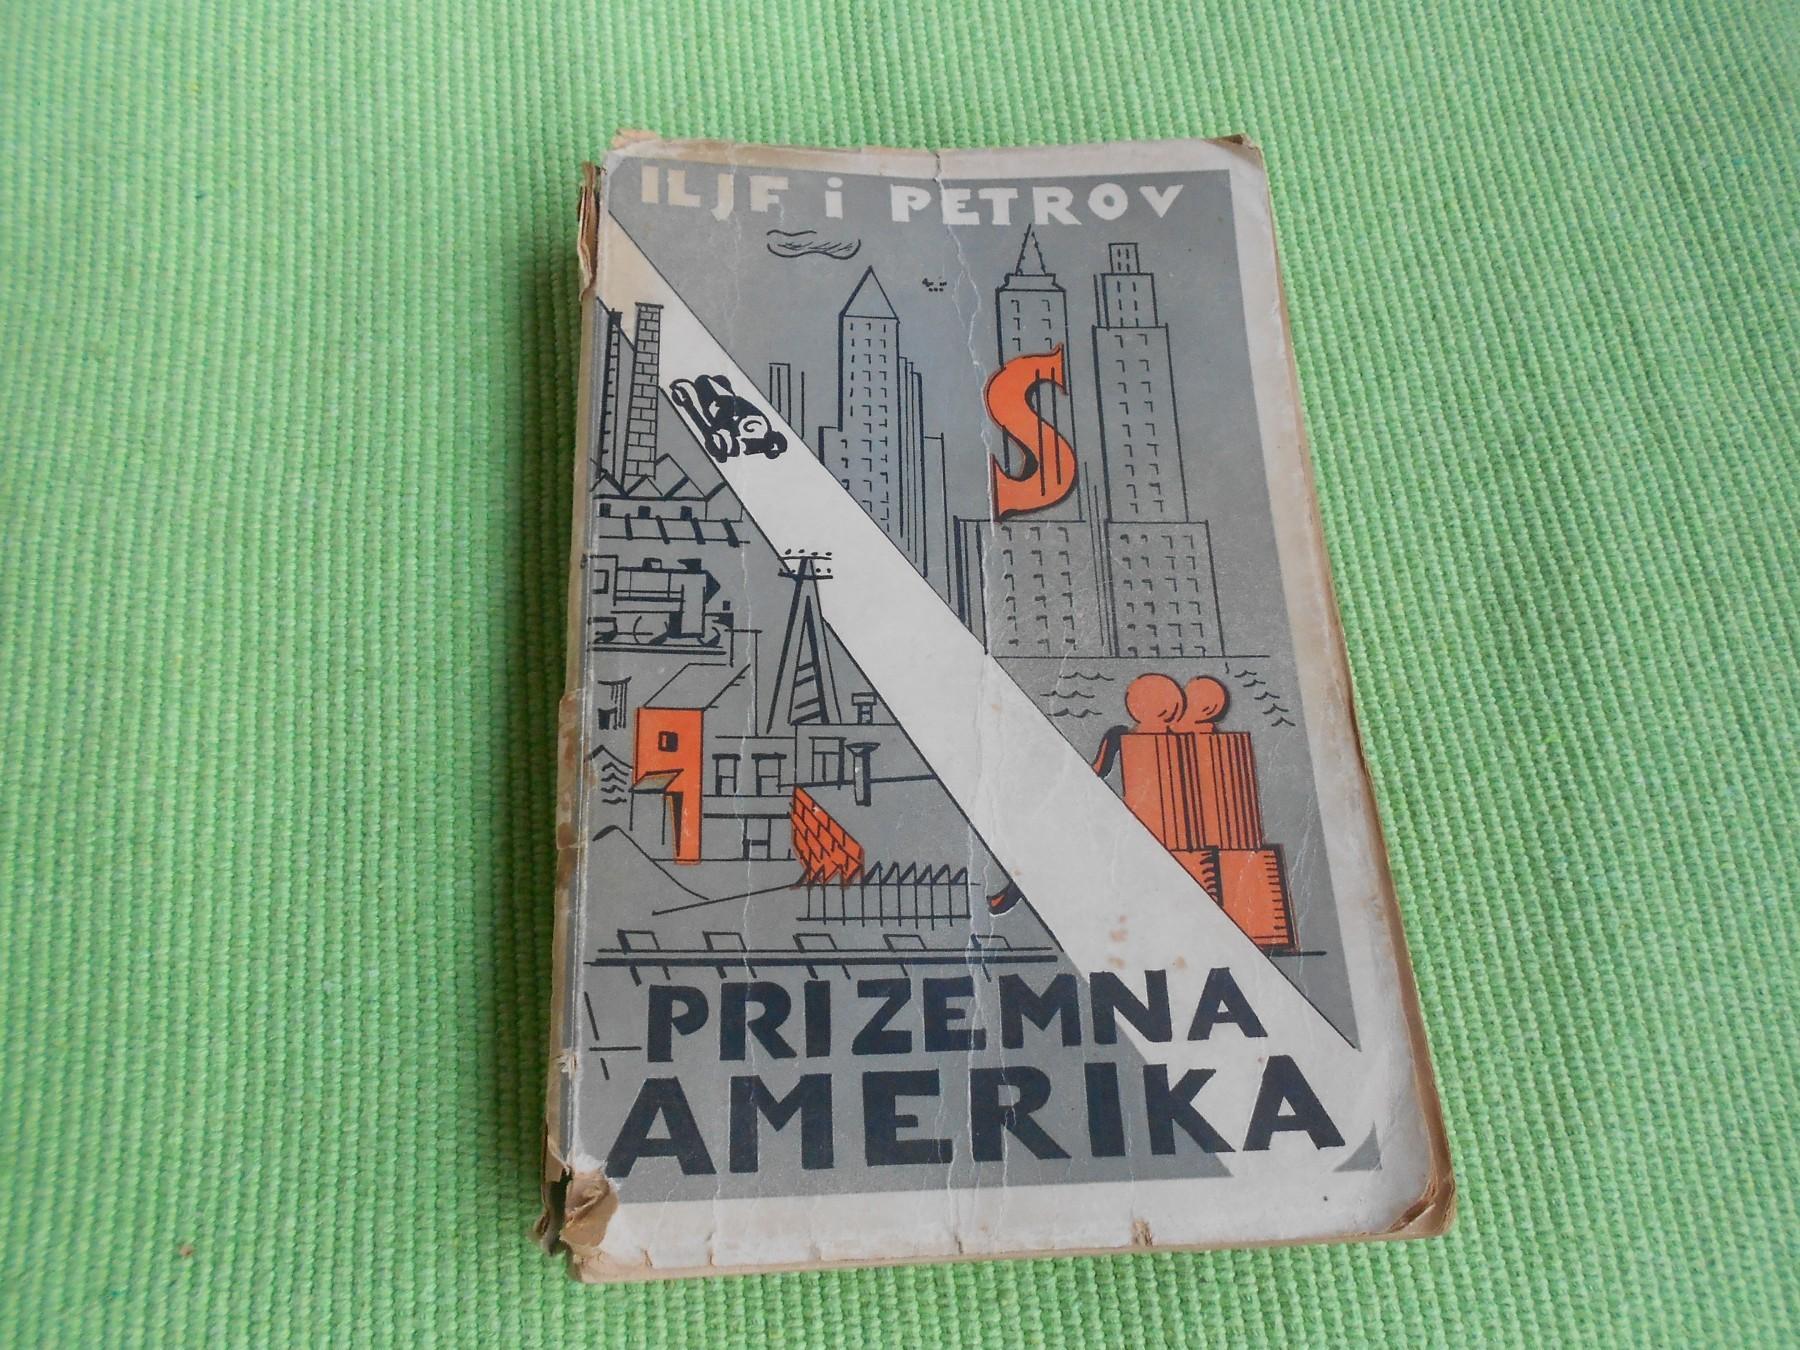 ILJF i PETROV
S
PRIZEMNA
AMERIKA